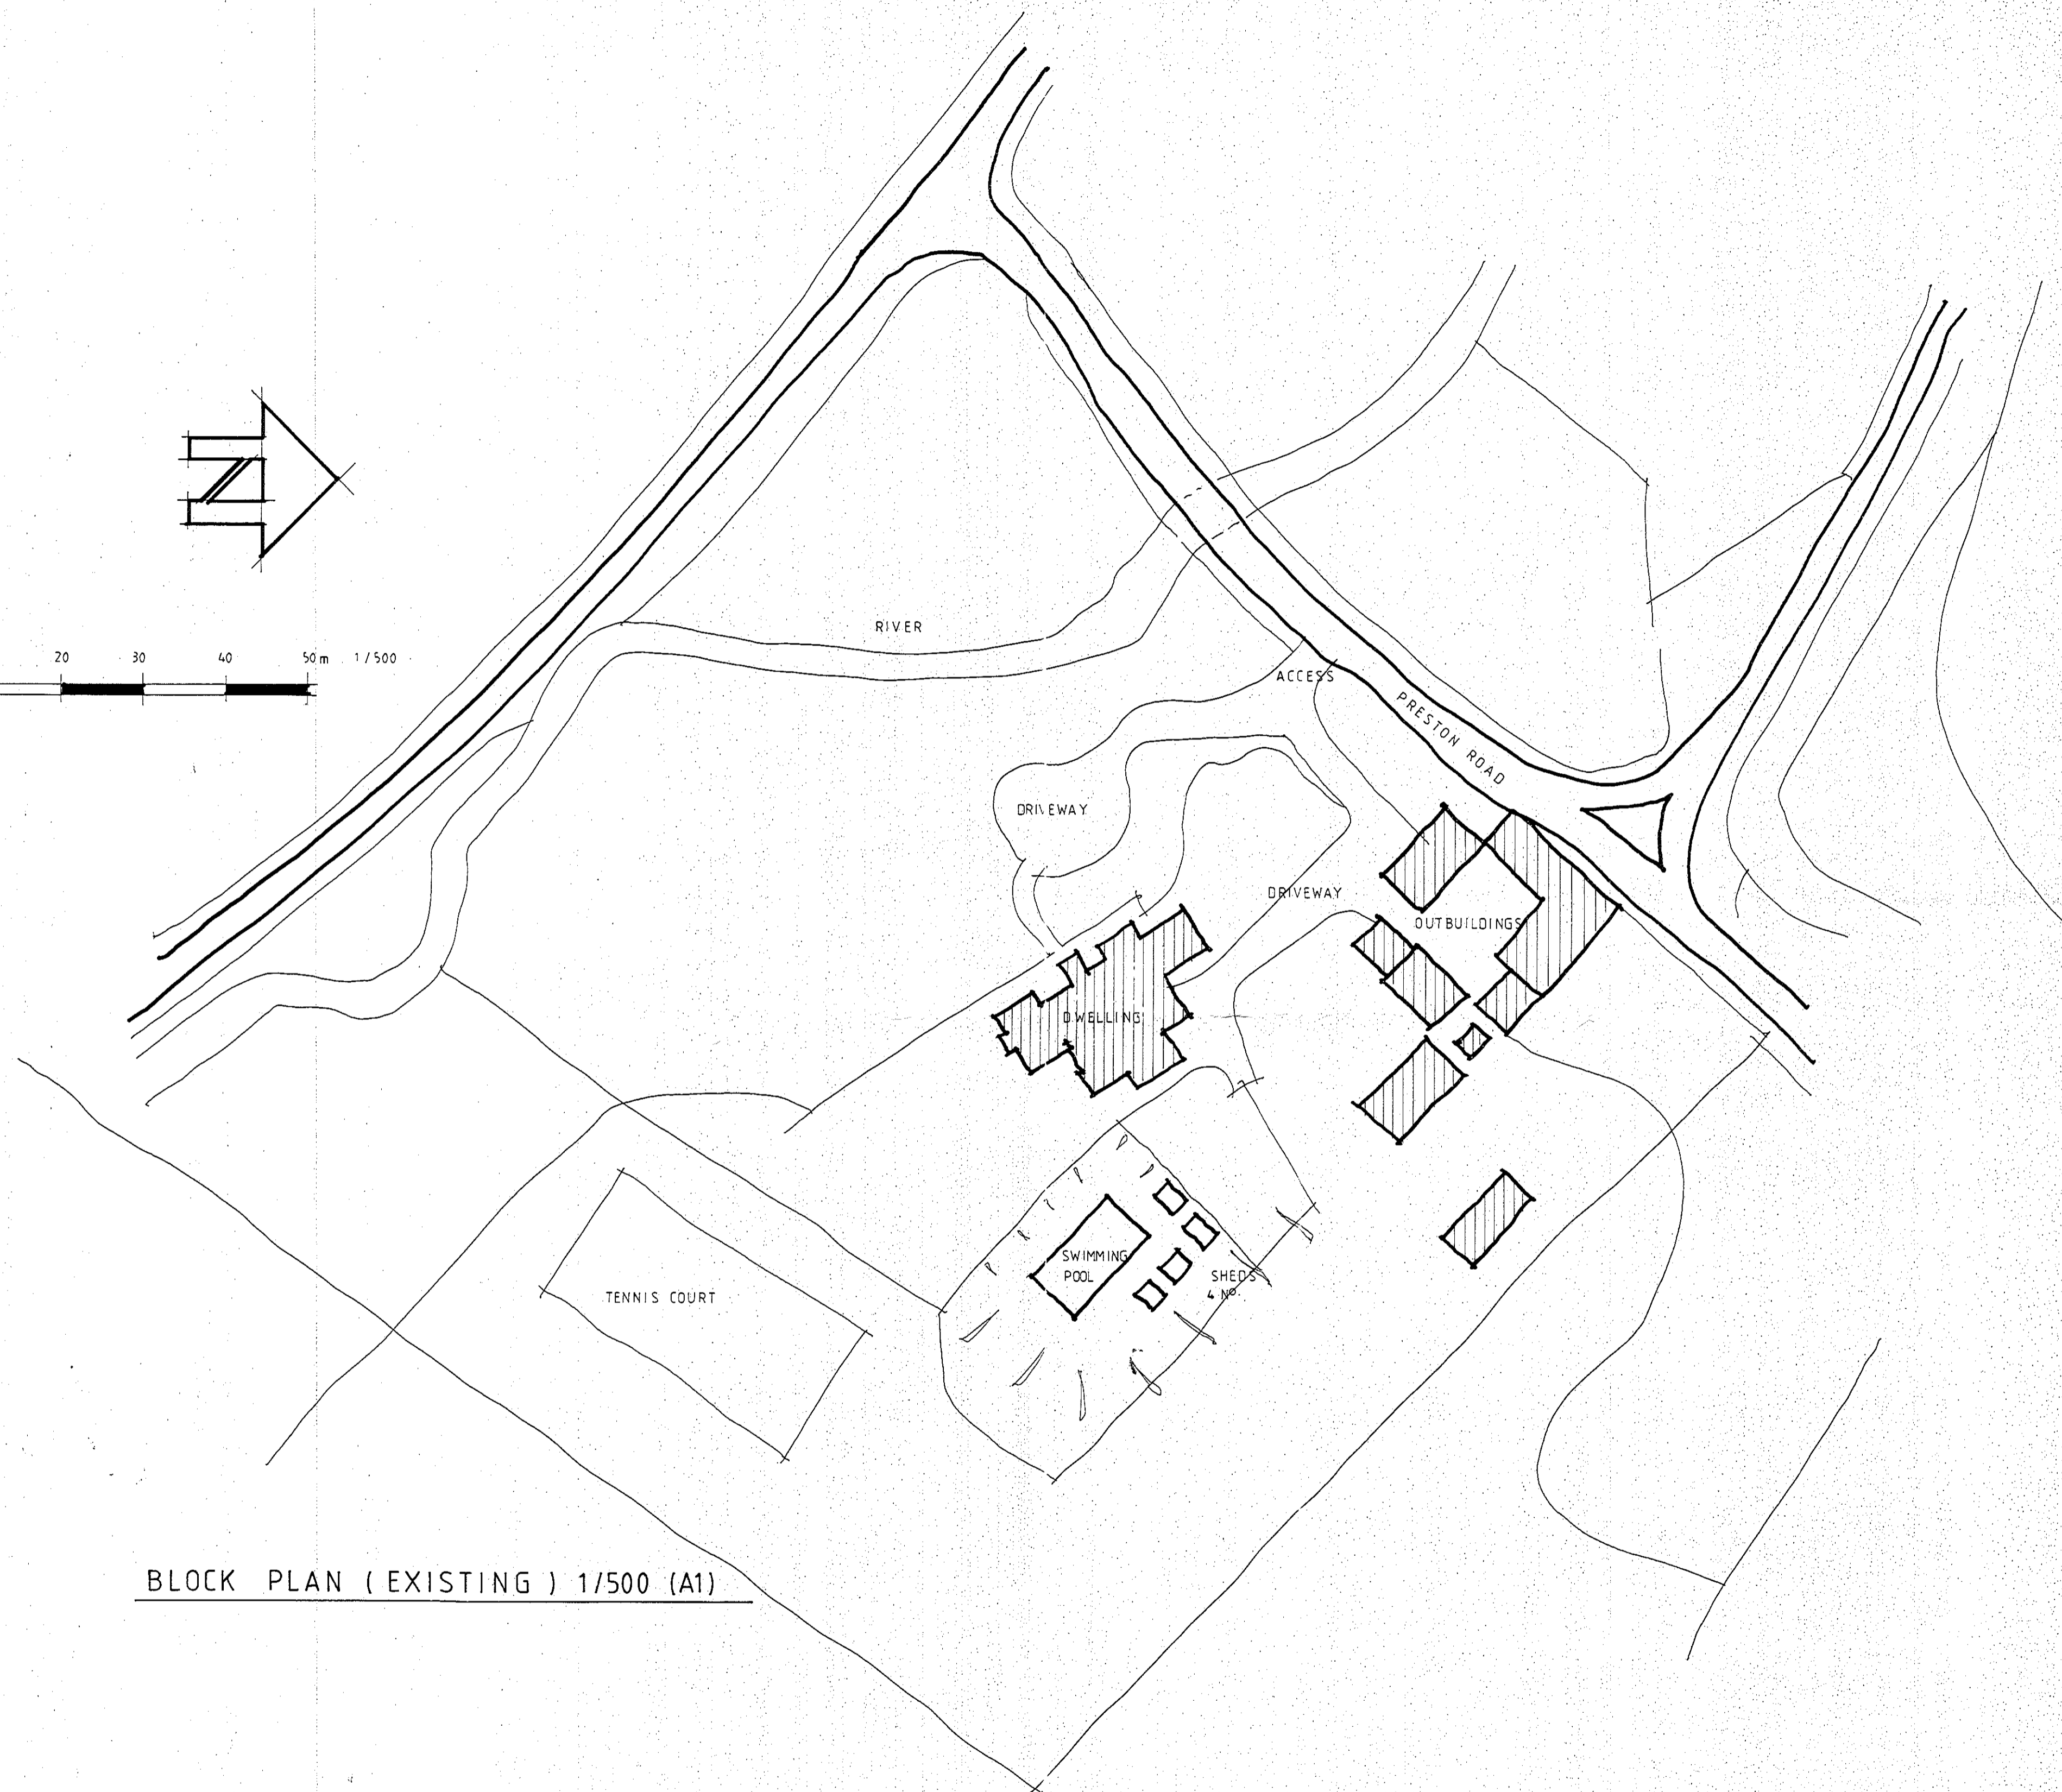 N
RIVER
20 30 40 50m 1/500
ACCESS
PRESTON ROAD
DRIVEWAY
DRIVEWAY
OUTBUILDINGS
DWELLING
SWIMMING
POOL
SHEDS
4 Nº.
TENNIS COURT
BLOCK PLAN (EXISTING) 1/500 (A1)